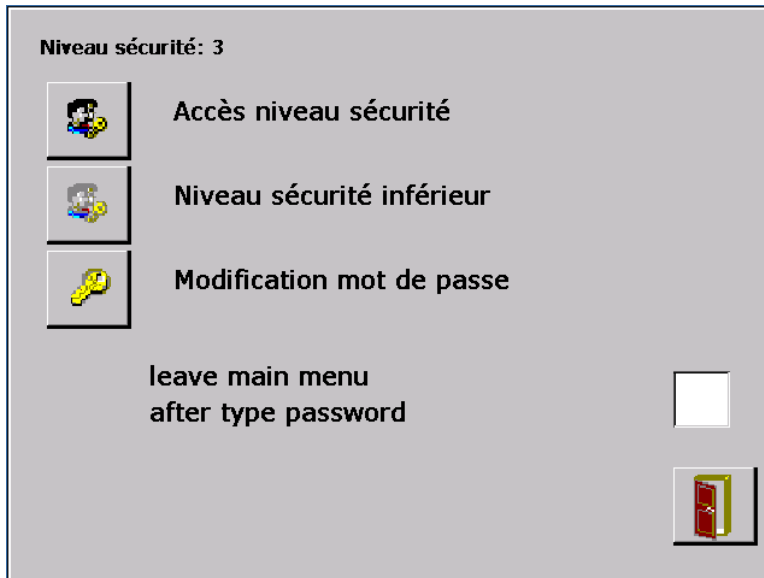 Niveau sécurité: 3
Accès niveau sécurité
Niveau sécurité inférieur
Modification mot de passe
leave main menu
after type password